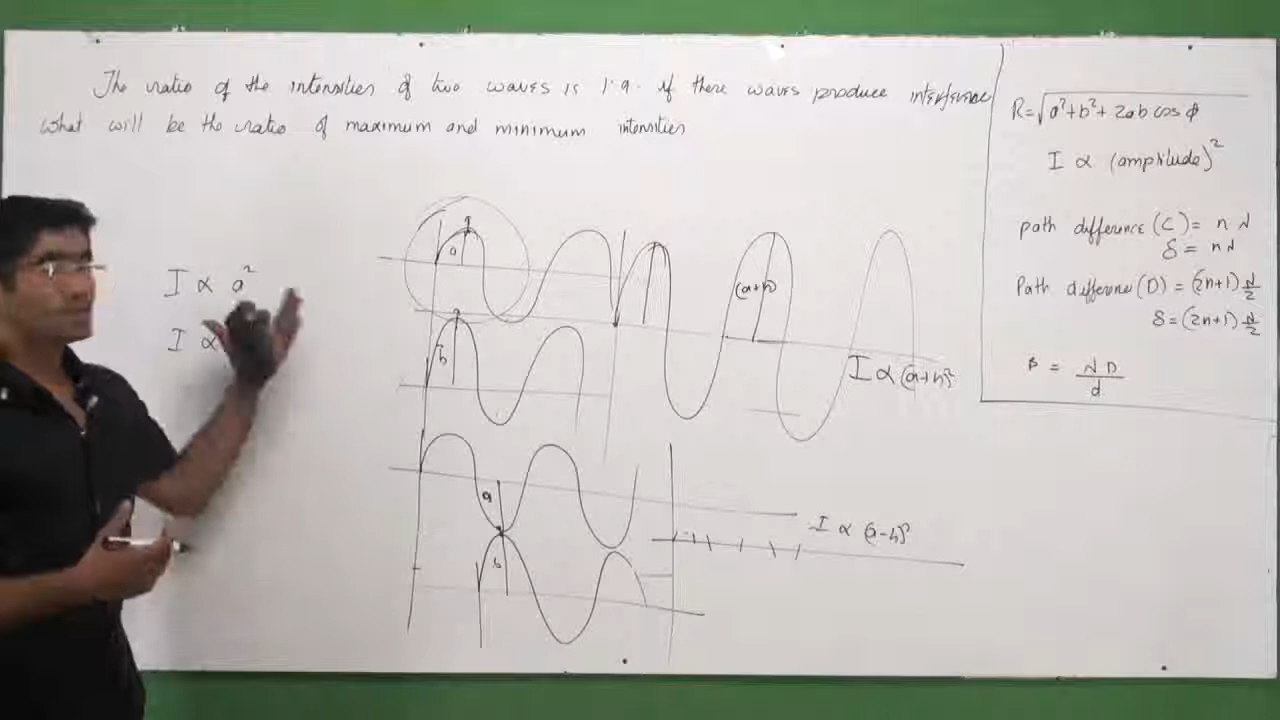 The ratio of the intensities of two waves is 1:9. if these waves produce interference
what will be the ratio of maximum and minimum intensities
R=√a²+b²+2ab cos ϕ
I ∝ (amplitude)²
path difference (C) = n λ
δ = nλ
Path difference (D) = (2n+1) λ/2
δ = (2n+1) λ/2
β = λD/d
I ∝ a²
I ∝
a
b
(a+b)
I ∝ (a+b)²
a
b
I ∝ (a-b)²